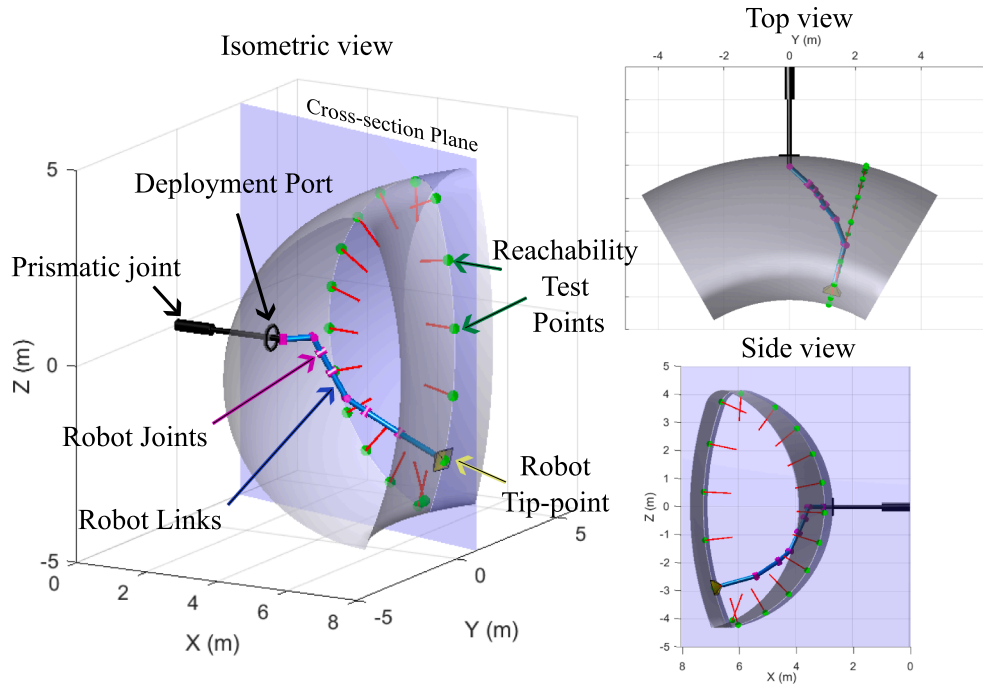 Isometric view
Cross-section Plane
5
Deployment Port
Prismatic joint
Reachability
Test
Points
Z (m)
0
Robot Joints
Robot Links
Robot
Tip-point
-5
0
2
4
6
8
X (m)
-5
0
5
Y (m)
Top view
Y (m)
-4 -2 0 2 4
Side view
5
4
3
2
1
0
-1
-2
-3
-4
-5
Z (m)
8 6 4 2 0
X (m)